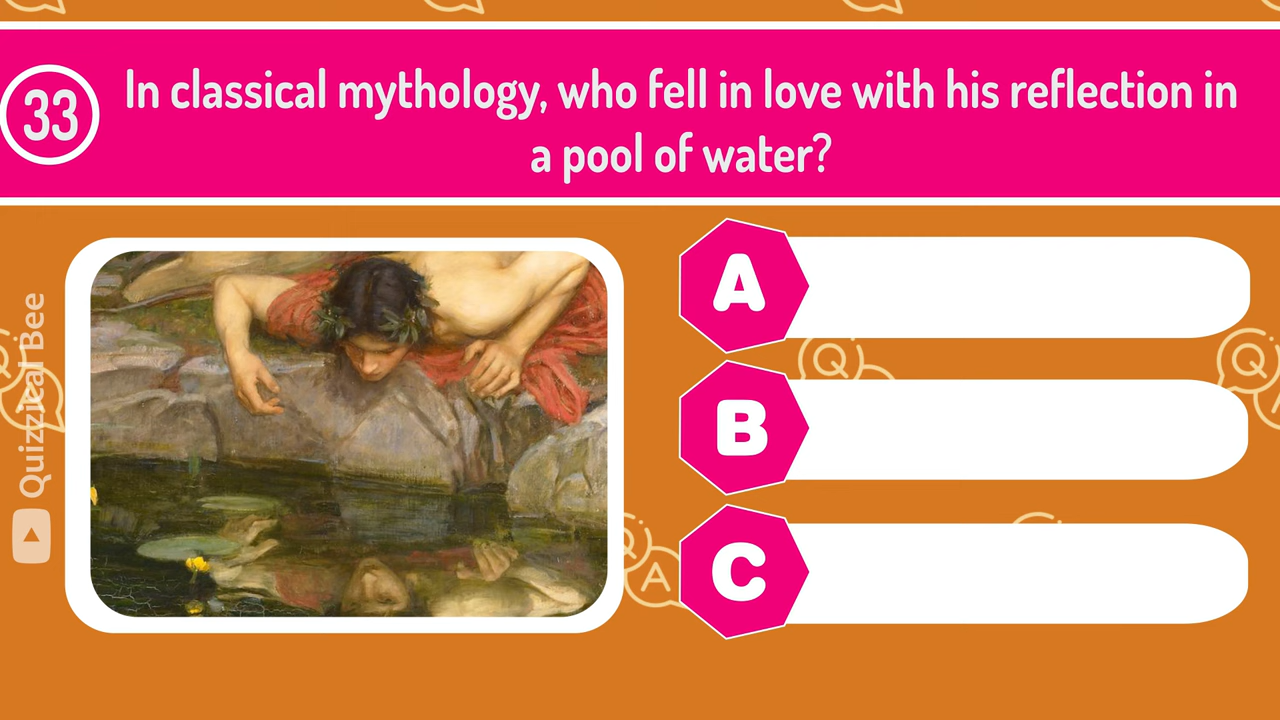 33
In classical mythology, who fell in love with his reflection in
a pool of water?
A
B
C
Quizzical Bee
Q
A
Q